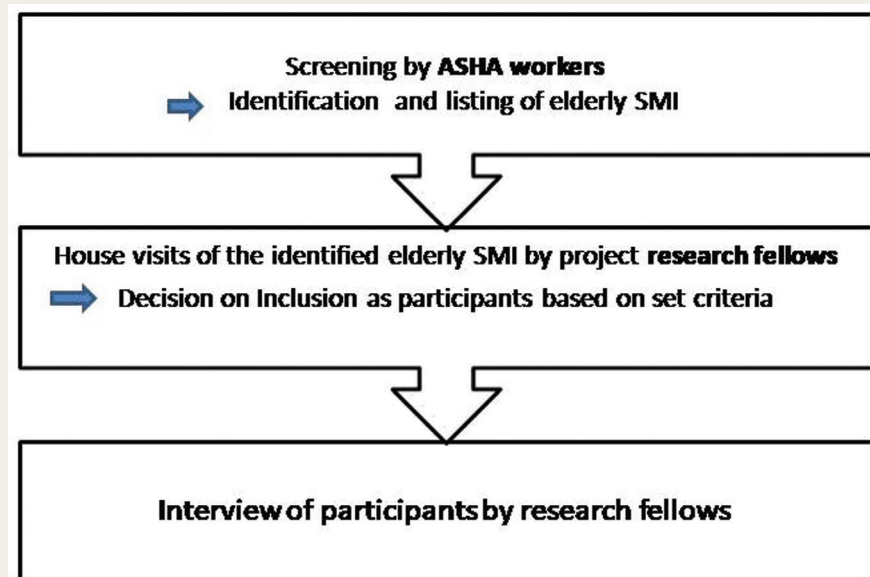 Screening by ASHA workers
Identification and listing of elderly SMI
House visits of the identified elderly SMI by project research fellows
Decision on Inclusion as participants based on set criteria
Interview of participants by research fellows